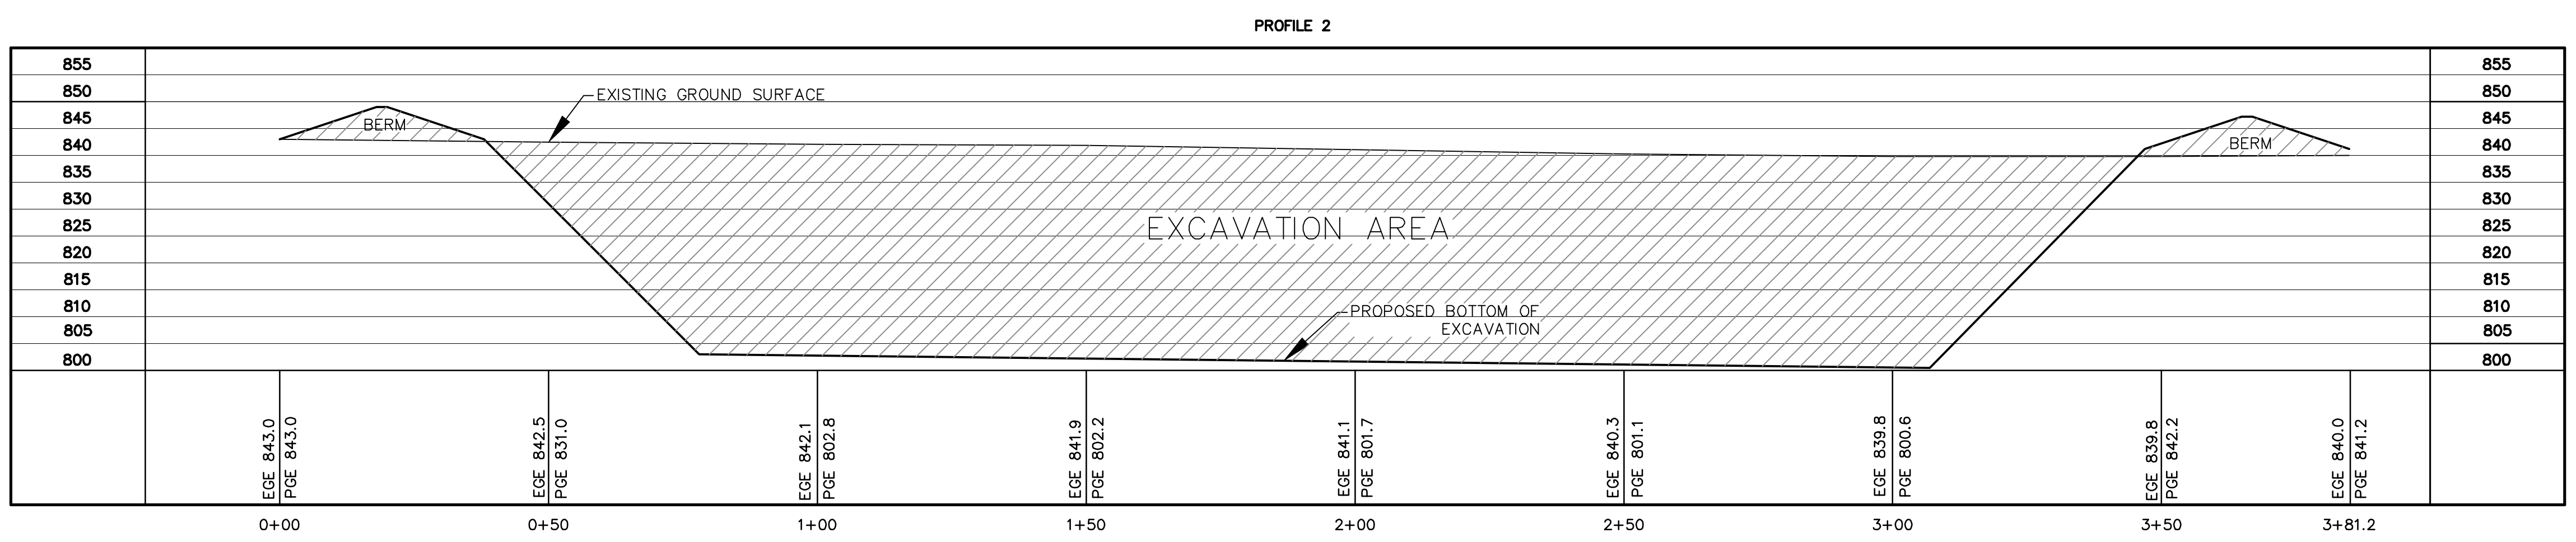 PROFILE 2
855
855
850
850
EXISTING GROUND SURFACE
845
845
BERM
840
840
BERM
835
835
830
830
825
825
EXCAVATION AREA
820
820
815
815
810
810
PROPOSED BOTTOM OF
EXCAVATION
805
805
800
800
EGE 843.0
PGE 843.0
EGE 842.5
PGE 831.0
EGE 842.1
PGE 802.8
EGE 841.9
PGE 802.2
EGE 841.1
PGE 801.7
EGE 840.3
PGE 801.1
EGE 839.8
PGE 800.6
EGE 839.8
PGE 842.2
EGE 840.0
PGE 841.2
0+00
0+50
1+00
1+50
2+00
2+50
3+00
3+50
3+81.2